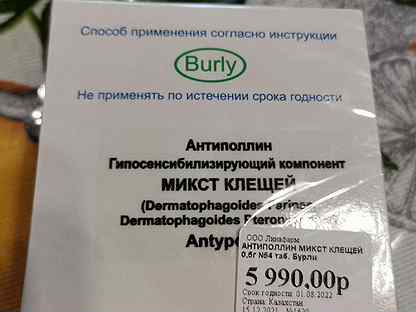 Способ применения согласно инструкции
Burly
Не применять по истечении срока годности
Антиполлин
Гипосенсибилизирующий компонент
МИКСТ КЛЕЩЕЙ
(Dermatophagoides
Dermatophagoides
ООО Линафарм
АНТИПОЛЛИН МИКСТ КЛЕЩЕЙ
0,5г №54 таб. Бурли
5 990,00р
Срок годности: 01.08.2022
Страна: Казахстан
15.12.2021